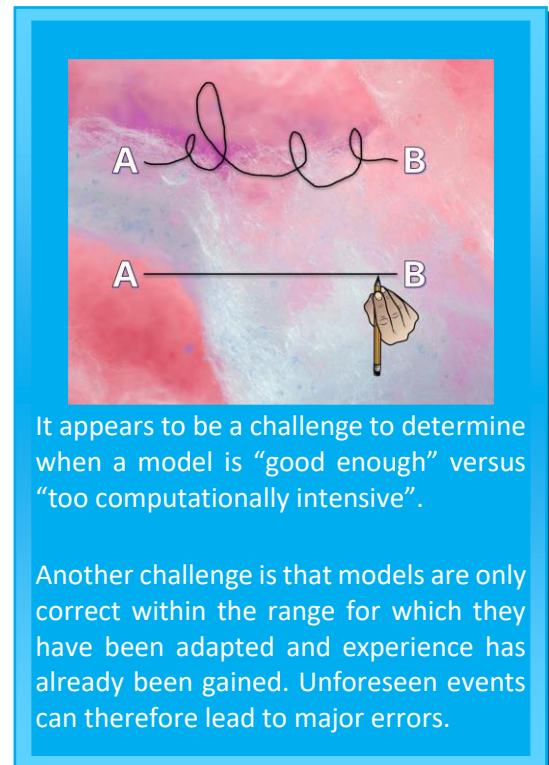 A B
A B
It appears to be a challenge to determine
when a model is “good enough” versus
“too computationally intensive”.
Another challenge is that models are only
correct within the range for which they
have been adapted and experience has
already been gained. Unforeseen events
can therefore lead to major errors.